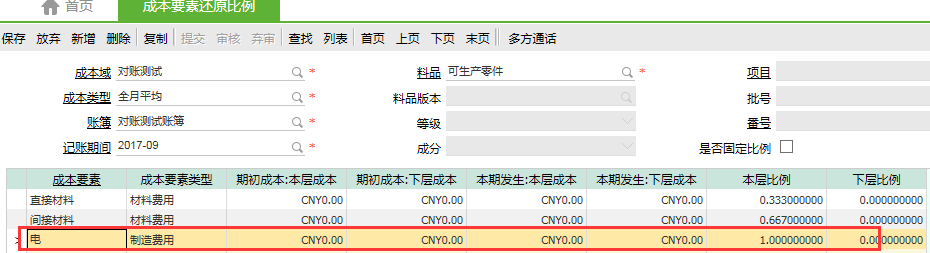 首页 成本要素还原比例
保存 放弃 新增 删除 复制 提交 审核 弃审 查找 列表 首页 上页 下页 末页 多方通话
成本域 对账测试 * 料品 可生产零件 * 项目
成本类型 全月平均 * 料品版本 批号
账簿 对账测试账簿 * 等级 番号
记账期间 2017-09 * 成分 是否固定比例
成本要素 成本要素类型 期初成本:本层成本 期初成本:下层成本 本期发生:本层成本 本期发生:下层成本 本层比例 下层比例
直接材料 材料费用 CNY0.00 CNY0.00 CNY0.00 CNY0.00 0.333000000 0.000000000
间接材料 材料费用 CNY0.00 CNY0.00 CNY0.00 CNY0.00 0.667000000 0.000000000
> 电 制造费用 CNY0.00 CNY0.00 CNY0.00 CNY0.00 1.000000000 0.000000000